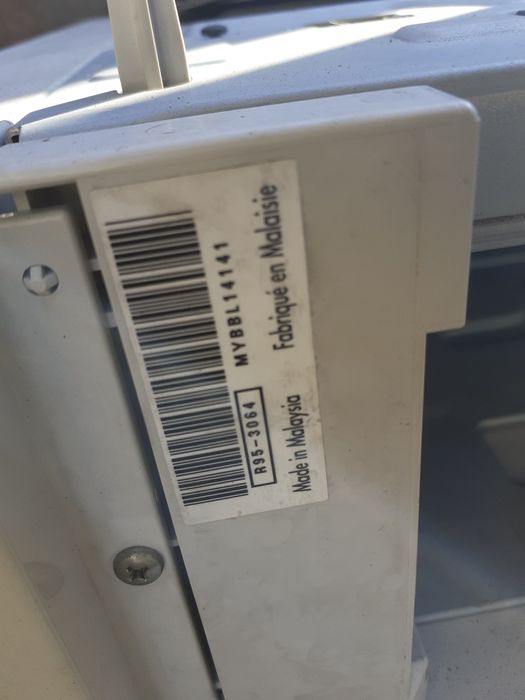 R95-3064 MYBBL14141
Made in Malaysia Fabriqué en Malaisie